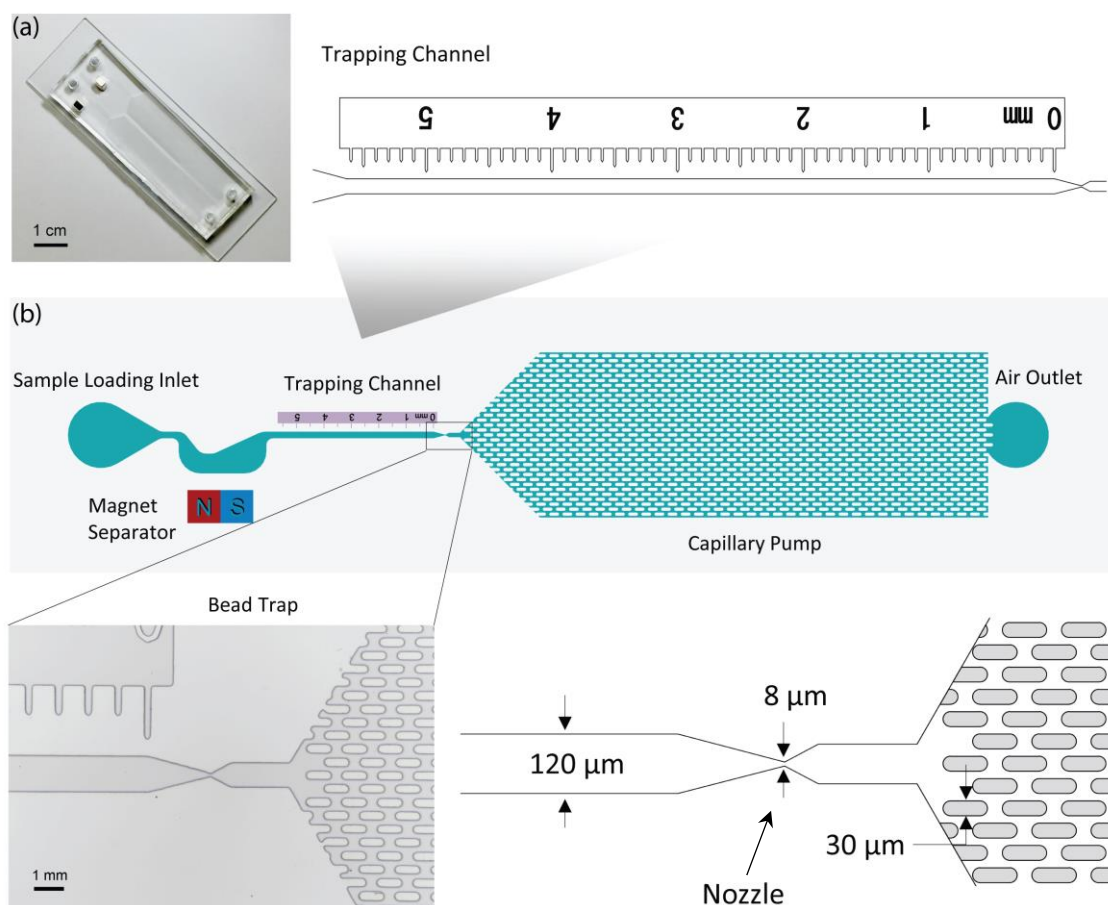 (a)
1 cm
Trapping Channel
5 4 3 2 1 mm 0
(b)
Sample Loading Inlet
Trapping Channel
5 4 3 2 1 mm 0
Air Outlet
Magnet
Separator
N S
Capillary Pump
Bead Trap
1 mm
120 µm
8 µm
30 µm
Nozzle